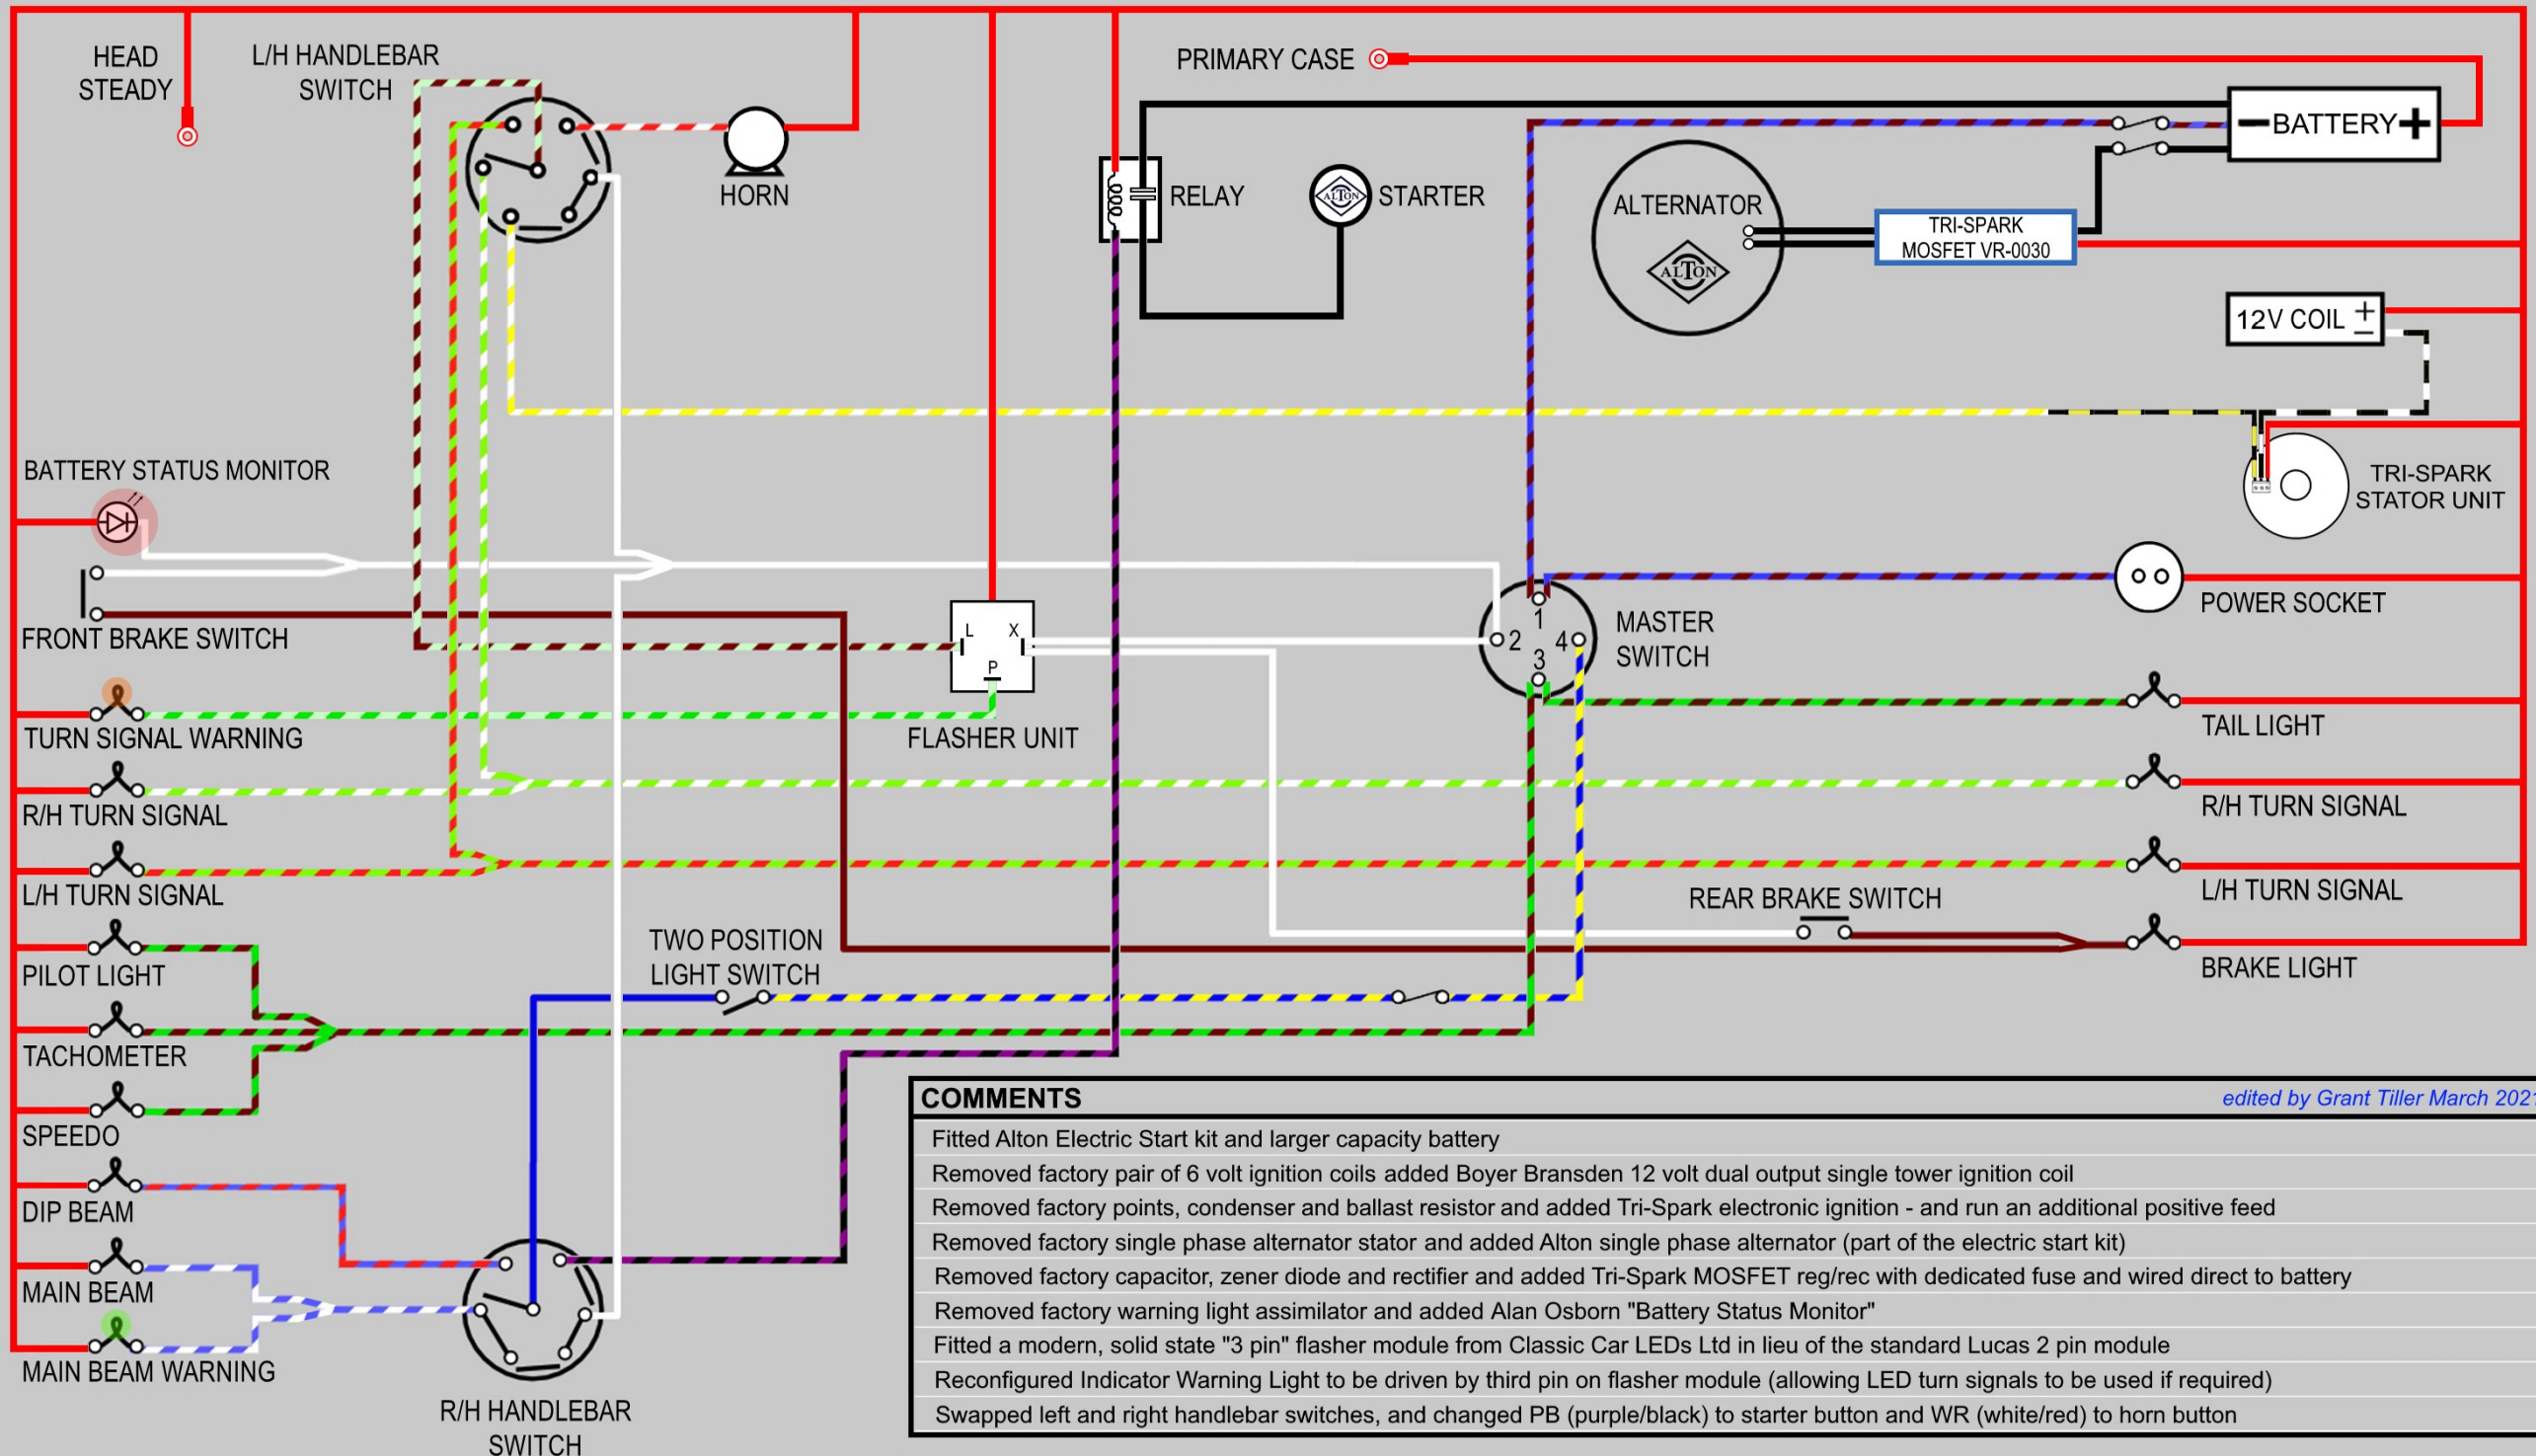 HEAD
STEADY
L/H HANDLEBAR
SWITCH
HORN
PRIMARY CASE
RELAY
ALTON
STARTER
ALTERNATOR
ALTON
TRI-SPARK
MOSFET VR-0030
BATTERY
12V COIL
TRI-SPARK
STATOR UNIT
BATTERY STATUS MONITOR
FRONT BRAKE SWITCH
L X
P
FLASHER UNIT
1
2 4
3
MASTER
SWITCH
POWER SOCKET
TURN SIGNAL WARNING
TAIL LIGHT
R/H TURN SIGNAL
R/H TURN SIGNAL
L/H TURN SIGNAL
L/H TURN SIGNAL
REAR BRAKE SWITCH
BRAKE LIGHT
TWO POSITION
LIGHT SWITCH
PILOT LIGHT
TACHOMETER
SPEEDO
DIP BEAM
MAIN BEAM
MAIN BEAM WARNING
R/H HANDLEBAR
SWITCH
COMMENTS
edited by Grant Tiller March 2021
Fitted Alton Electric Start kit and larger capacity battery
Removed factory pair of 6 volt ignition coils added Boyer Bransden 12 volt dual output single tower ignition coil
Removed factory points, condenser and ballast resistor and added Tri-Spark electronic ignition - and run an additional positive feed
Removed factory single phase alternator stator and added Alton single phase alternator (part of the electric start kit)
Removed factory capacitor, zener diode and rectifier and added Tri-Spark MOSFET reg/rec with dedicated fuse and wired direct to battery
Removed factory warning light assimilator and added Alan Osborn "Battery Status Monitor"
Fitted a modern, solid state "3 pin" flasher module from Classic Car LEDs Ltd in lieu of the standard Lucas 2 pin module
Reconfigured Indicator Warning Light to be driven by third pin on flasher module (allowing LED turn signals to be used if required)
Swapped left and right handlebar switches, and changed PB (purple/black) to starter button and WR (white/red) to horn button